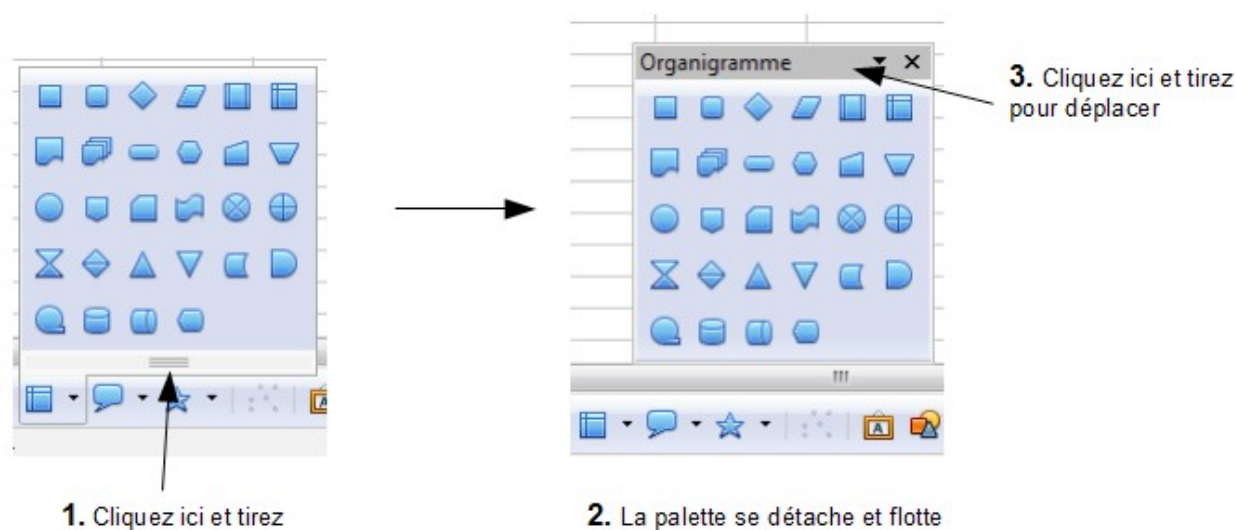 Organigramme
3. Cliquez ici et tirez
pour déplacer
A
A
1. Cliquez ici et tirez
2. La palette se détache et flotte